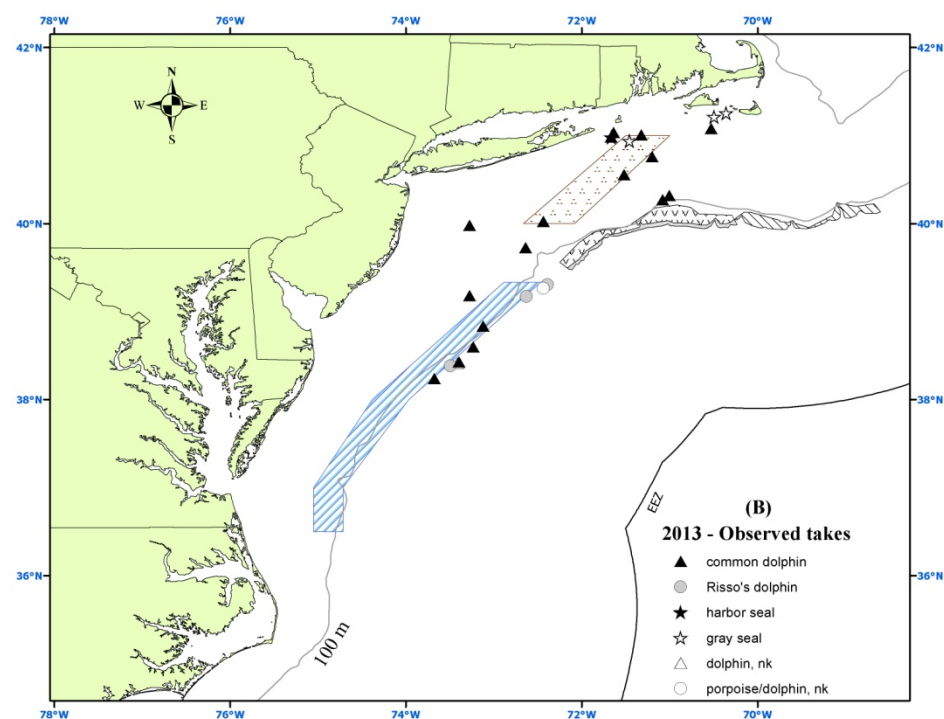 78°W 76°W 74°W 72°W 70°W
42°N 42°N
N
W E
S
40°N 40°N
38°N 38°N
EEZ
(B)
2013 - Observed takes
common dolphin
Risso's dolphin
harbor seal
gray seal
dolphin, nk
porpoise/dolphin, nk
36°N 36°N
100 m
78°W 76°W 74°W 72°W 70°W